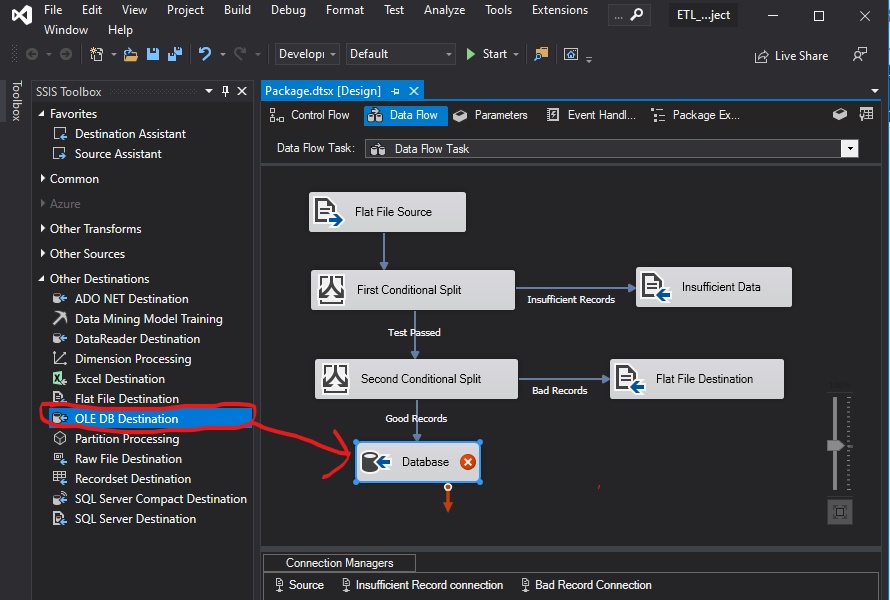 File Edit View Project Build Debug Format Test Analyze Tools Extensions ... ETL_...ject
Window Help
Develop Default Start Live Share
Toolbox
SSIS Toolbox
Package.dtsx [Design]
Favorites
Destination Assistant
Source Assistant
Common
Azure
Other Transforms
Other Sources
Other Destinations
ADO NET Destination
Data Mining Model Training
DataReader Destination
Dimension Processing
Excel Destination
Flat File Destination
OLE DB Destination
Partition Processing
Raw File Destination
Recordset Destination
SQL Server Compact Destination
SQL Server Destination
Control Flow Data Flow Parameters Event Handl... Package Ex...
Data Flow Task: Data Flow Task
Flat File Source
First Conditional Split
Insufficient Records
Insufficient Data
Test Passed
Second Conditional Split
Bad Records
Flat File Destination
Good Records
Database
Connection Managers
Source Insufficient Record connection Bad Record Connection